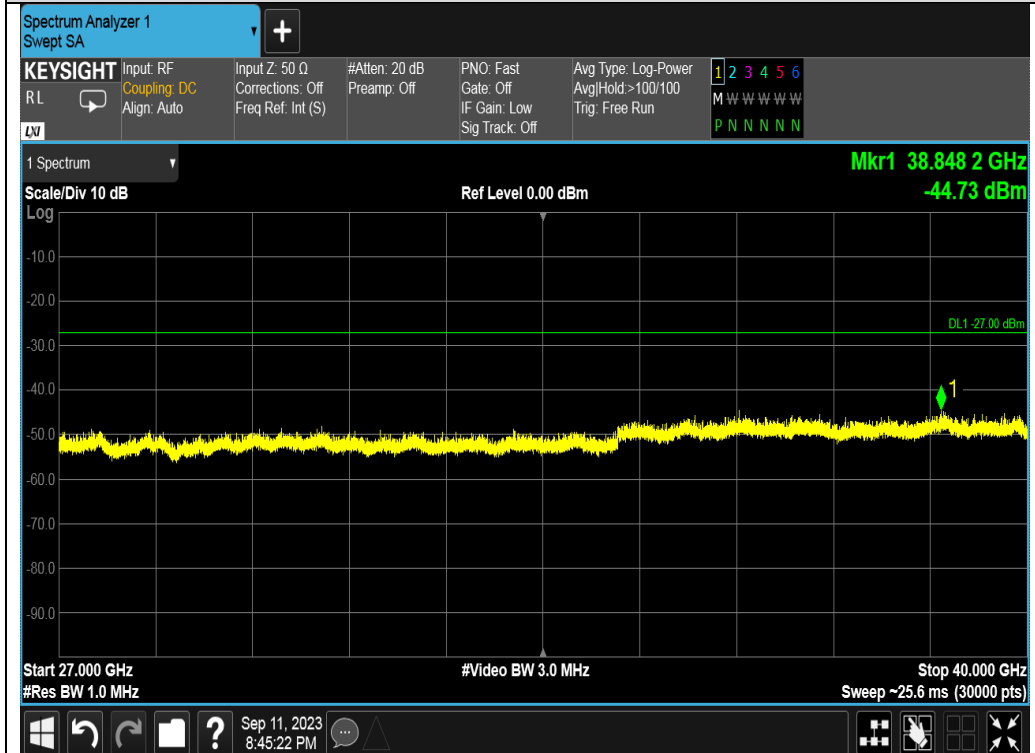 Spectrum Analyzer 1
Swept SA
+
KEYSIGHT
RL
LXI
Input: RF
Coupling: DC
Align: Auto
Input Z: 50 Ω
Corrections: Off
Freq Ref: Int (S)
#Atten: 20 dB
Preamp: Off
PNO: Fast
Gate: Off
IF Gain: Low
Sig Track: Off
Avg Type: Log-Power
Avg|Hold:>100/100
Trig: Free Run
1 2 3 4 5 6
M W W W W W
P N N N N N
1 Spectrum
Mkr1 38.848 2 GHz
-44.73 dBm
Scale/Div 10 dB
Ref Level 0.00 dBm
Log
-10.0
-20.0
DL1 -27.00 dBm
-30.0
-40.0
1
-50.0
-60.0
-70.0
-80.0
-90.0
Start 27.000 GHz
#Video BW 3.0 MHz
Stop 40.000 GHz
#Res BW 1.0 MHz
Sweep ~25.6 ms (30000 pts)
?
Sep 11, 2023
8:45:22 PM